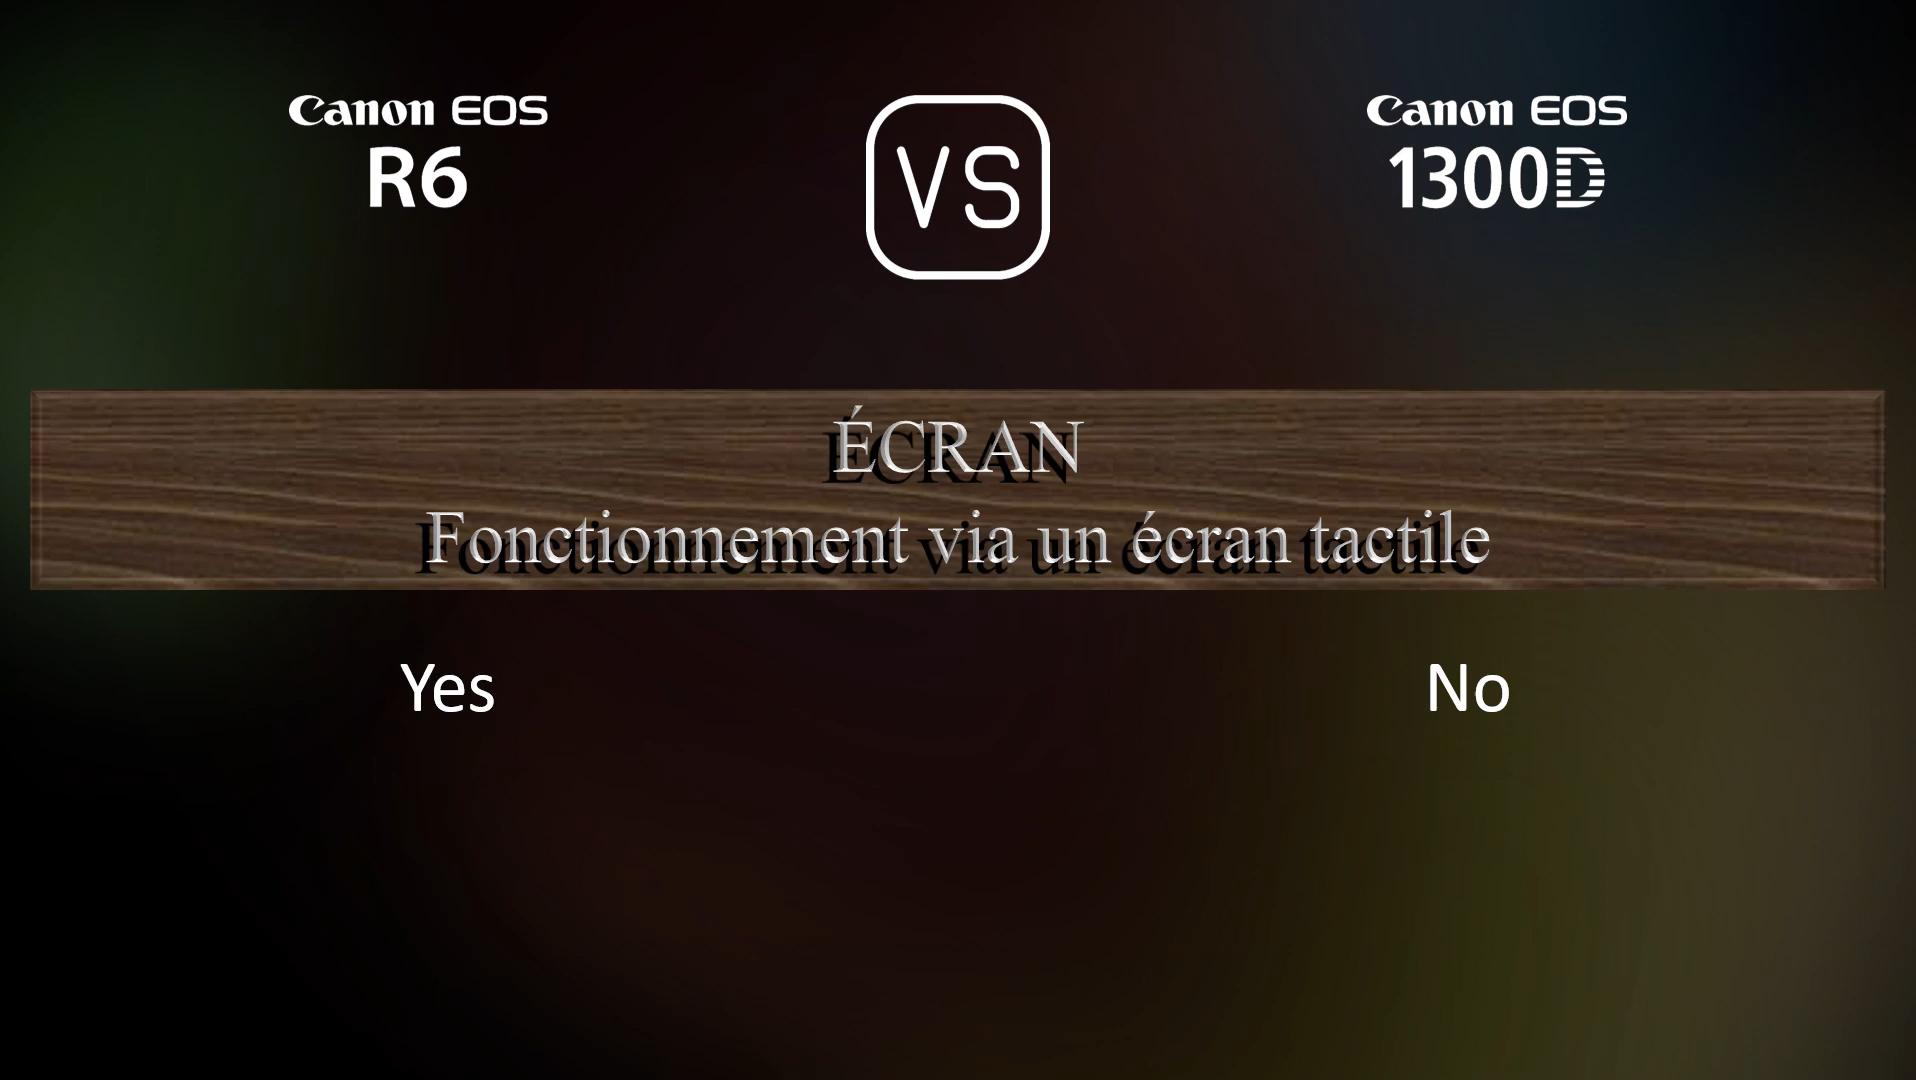 Canon EOS
R6
VS
Canon EOS
1300D
ÉCRAN
Fonctionnement via un écran tactile
Yes
No